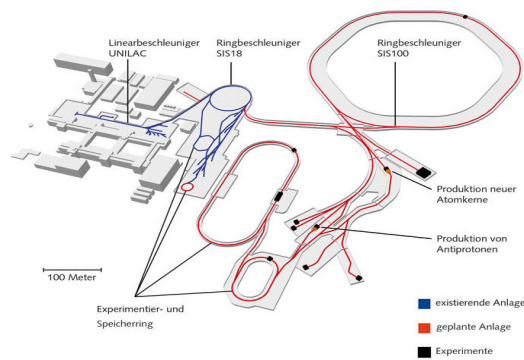 Linearbeschleuniger
UNILAC
Ringbeschleuniger
SIS18
Ringbeschleuniger
SIS100
Produktion neuer
Atomkerne
Produktion von
Antiprotonen
100 Meter
Experimentier- und
Speicherring
existierende Anlage
geplante Anlage
Experimente